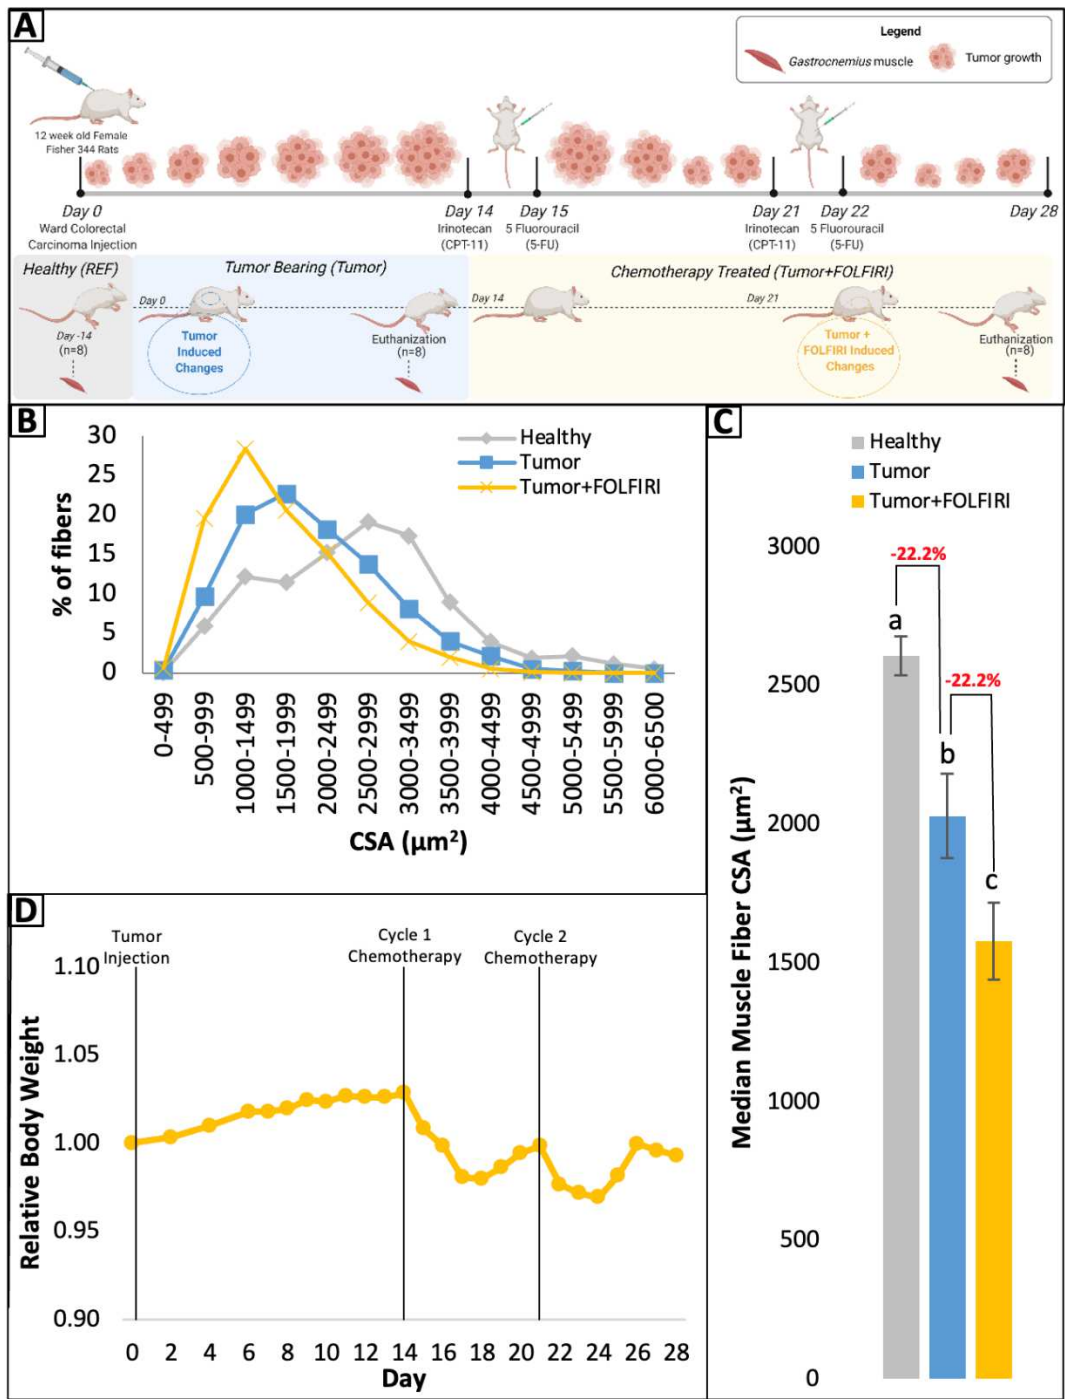 A
Legend
Gastrocnemius muscle
Tumor growth
12 week old Female
Fisher 344 Rats
Day 0
Ward Colorectal
Carcinoma Injection
Day 14
Irinotecan
(CPT-11)
Day 15
5 Fluorouracil
(5-FU)
Day 21
Irinotecan
(CPT-11)
Day 22
5 Fluorouracil
(5-FU)
Day 28
Healthy (REF)
Day -14
(n=8)
Tumor Bearing (Tumor)
Day 0
Tumor
Induced
Changes
Euthanization
(n=8)
Chemotherapy Treated (Tumor+FOLFIRI)
Day 14
Day 21
Tumor +
FOLFIRI Induced
Changes
Euthanization
(n=8)
B
30
25
20
15
10
5
0
% of fibers
Healthy
Tumor
Tumor+FOLFIRI
0-499
500-999
1000-1499
1500-1999
2000-2499
2500-2999
3000-3499
3500-3999
4000-4499
4500-4999
5000-5499
5500-5999
6000-6500
CSA (µm²)
C
Healthy
Tumor
Tumor+FOLFIRI
3000
2500
2000
1500
1000
500
0
Median Muscle Fiber CSA (µm²)
-22.2%
a
-22.2%
b
c
D
Tumor
Injection
Cycle 1
Chemotherapy
Cycle 2
Chemotherapy
1.10
1.05
1.00
0.95
0.90
Relative Body Weight
0 2 4 6 8 10 12 14 16 18 20 22 24 26 28
Day